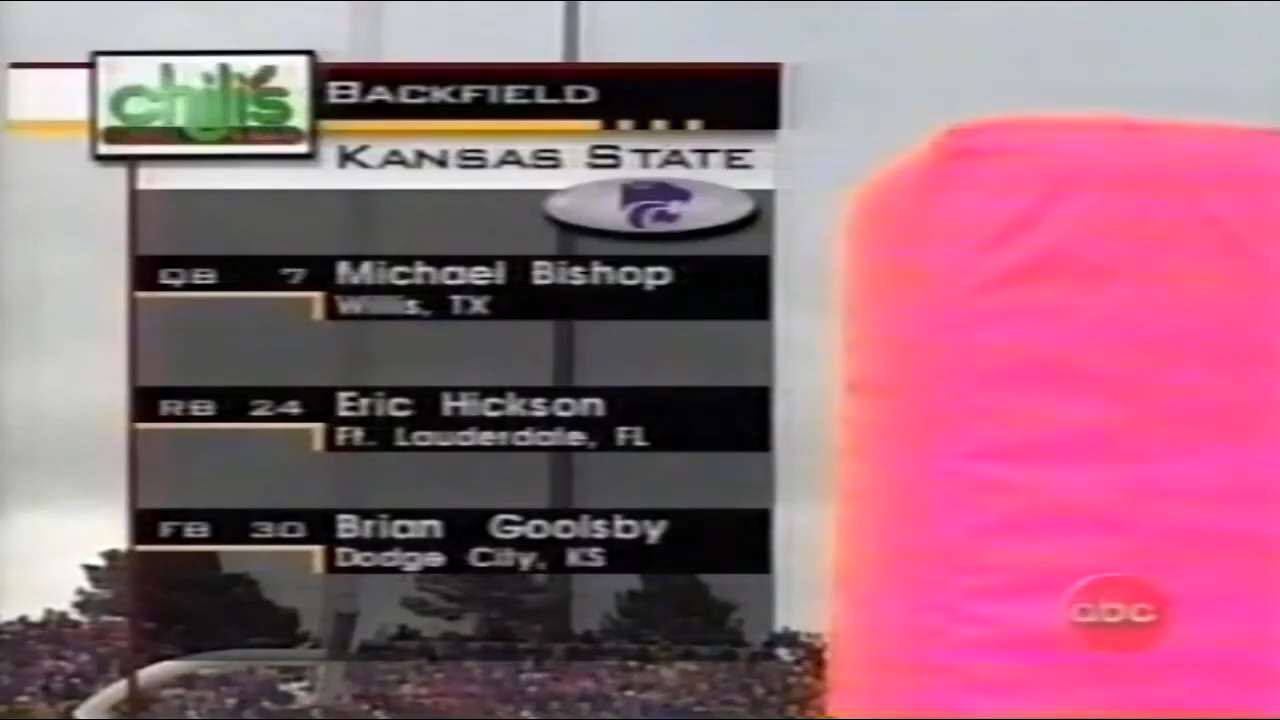 chili's
BACKFIELD
KANSAS STATE
QB 7 Michael Bishop
Willis, TX
RB 24 Eric Hickson
Ft. Lauderdale, FL
FB 30 Brian Goolsby
Dodge City, KS
abc